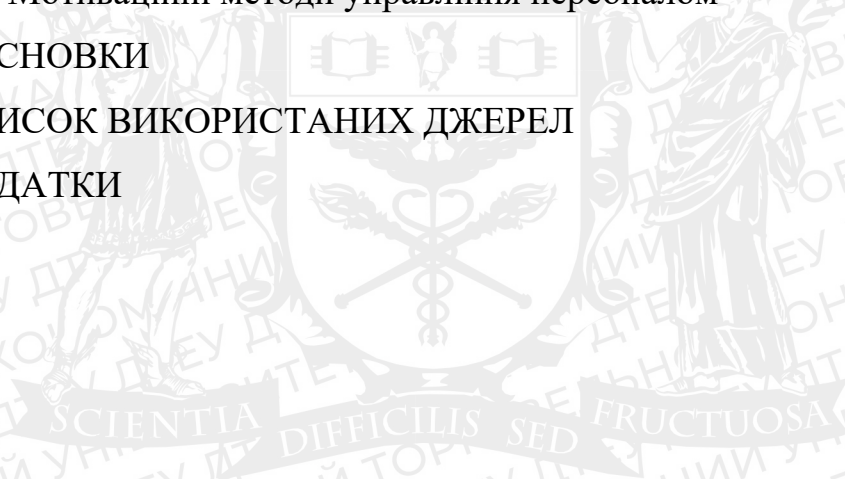 Мотиваційні методи управління персоналом
СНОВКИ
ИСОК ВИКОРИСТАНИХ ДЖЕРЕЛ
ДАТКИ
SCIENTIA DIFFICILIS SED FRUCTUOSA